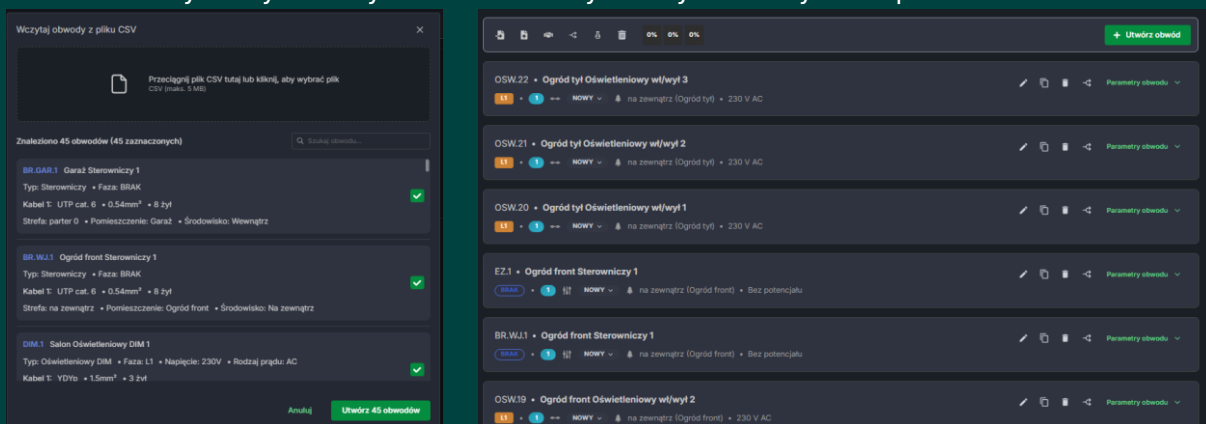 Wczytaj obwody z pliku CSV
Przeciągnij plik CSV tutaj lub kliknij, aby wybrać plik
CSV (maks. 5 MB)
Znaleziono 45 obwodów (45 zaznaczonych)
Szukaj obwodu...
BR.GAR.1 Garaż Sterowniczy 1
Typ: Sterowniczy • Faza: BRAK
Kabel 1: UTP cat. 6 • 0.54mm² • 8 żył
Strefa: parter 0 • Pomieszczenie: Garaż • Środowisko: Wewnątrz
BR.WJ.1 Ogród front Sterowniczy 1
Typ: Sterowniczy • Faza: BRAK
Kabel 1: UTP cat. 6 • 0.54mm² • 8 żył
Strefa: na zewnątrz • Pomieszczenie: Ogród front • Środowisko: Na zewnątrz
DIM.1 Salon Oświetleniowy DIM 1
Typ: Oświetleniowy DIM • Faza: L1 • Napięcie: 230V • Rodzaj prądu: AC
Kabel 1: YDYp • 1.5mm² • 3 żył
Anuluj Utwórz 45 obwodów
0% 0% 0% + Utwórz obwód
OSW.22 • Ogród tył Oświetleniowy wł/wył 3
Parametry obwodu
L1 • 1 NOWY na zewnątrz (Ogród tył) • 230 V AC
OSW.21 • Ogród tył Oświetleniowy wł/wył 2
Parametry obwodu
L1 • 1 NOWY na zewnątrz (Ogród tył) • 230 V AC
OSW.20 • Ogród tył Oświetleniowy wł/wył 1
Parametry obwodu
L1 • 1 NOWY na zewnątrz (Ogród tył) • 230 V AC
EZ.1 • Ogród front Sterowniczy 1
Parametry obwodu
BRAK • 1 NOWY na zewnątrz (Ogród front) • Bez potencjału
BR.WJ.1 • Ogród front Sterowniczy 1
Parametry obwodu
BRAK • 1 NOWY na zewnątrz (Ogród front) • Bez potencjału
OSW.19 • Ogród front Oświetleniowy wł/wył 2
Parametry obwodu
L1 • 1 NOWY na zewnątrz (Ogród front) • 230 V AC